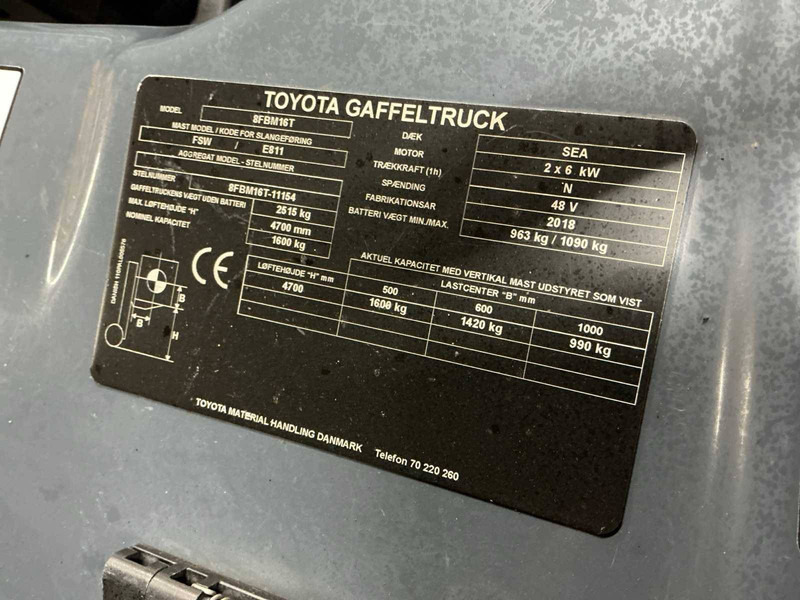 TOYOTA GAFFELTRUCK
MODEL 8FBM16T
MAST MODEL / KODE FOR SLANGEFØRING
FSW / E811
AGGREGAT MODEL - STELNUMMER
STELNUMMER 8FBM16T-11154
GAFFELTRUCKENS VÆGT UDEN BATTERI 2515 kg
MAX. LØFTEHØJDE "H" 4700 mm
NOMINEL KAPACITET 1600 kg
DÆK SEA
MOTOR 2 x 6 kW
TRÆKKRAFT (1h) N
SPÆNDING 48 V
FABRIKATIONSAR 2018
BATTERI VÆGT MIN./MAX. 963 kg / 1090 kg
CE
B
B
H
AKTUEL KAPACITET MED VERTIKAL MAST UDSTYRET SOM VIST
LØFTEHØJDE "H" mm LASTCENTER "B" mm
4700 500 600 1000
1600 kg 1420 kg 990 kg
TOYOTA MATERIAL HANDLING DANMARK Telefon 70 220 260